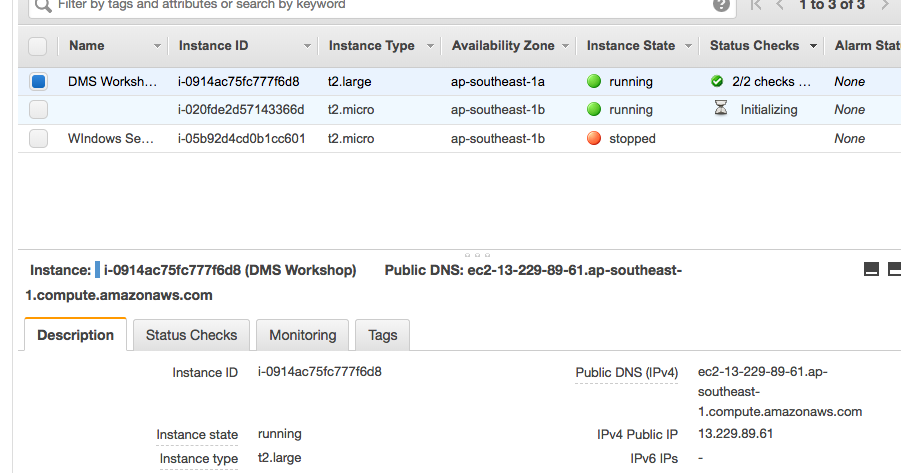 Filter by tags and attributes or search by keyword ? 1 to 3 of 3
Name Instance ID Instance Type Availability Zone Instance State Status Checks Alarm Stat
DMS Worksh... i-0914ac75fc777f6d8 t2.large ap-southeast-1a running 2/2 checks ... None
i-020fde2d57143366d t2.micro ap-southeast-1b running Initializing None
WIndows Se... i-05b92d4cd0b1cc601 t2.micro ap-southeast-1b stopped None
Instance: i-0914ac75fc777f6d8 (DMS Workshop) Public DNS: ec2-13-229-89-61.ap-southeast-
1.compute.amazonaws.com
Description Status Checks Monitoring Tags
Instance ID i-0914ac75fc777f6d8 Public DNS (IPv4) ec2-13-229-89-61.ap-
southeast-
1.compute.amazonaws.com
Instance state running IPv4 Public IP 13.229.89.61
Instance type t2.large IPv6 IPs -